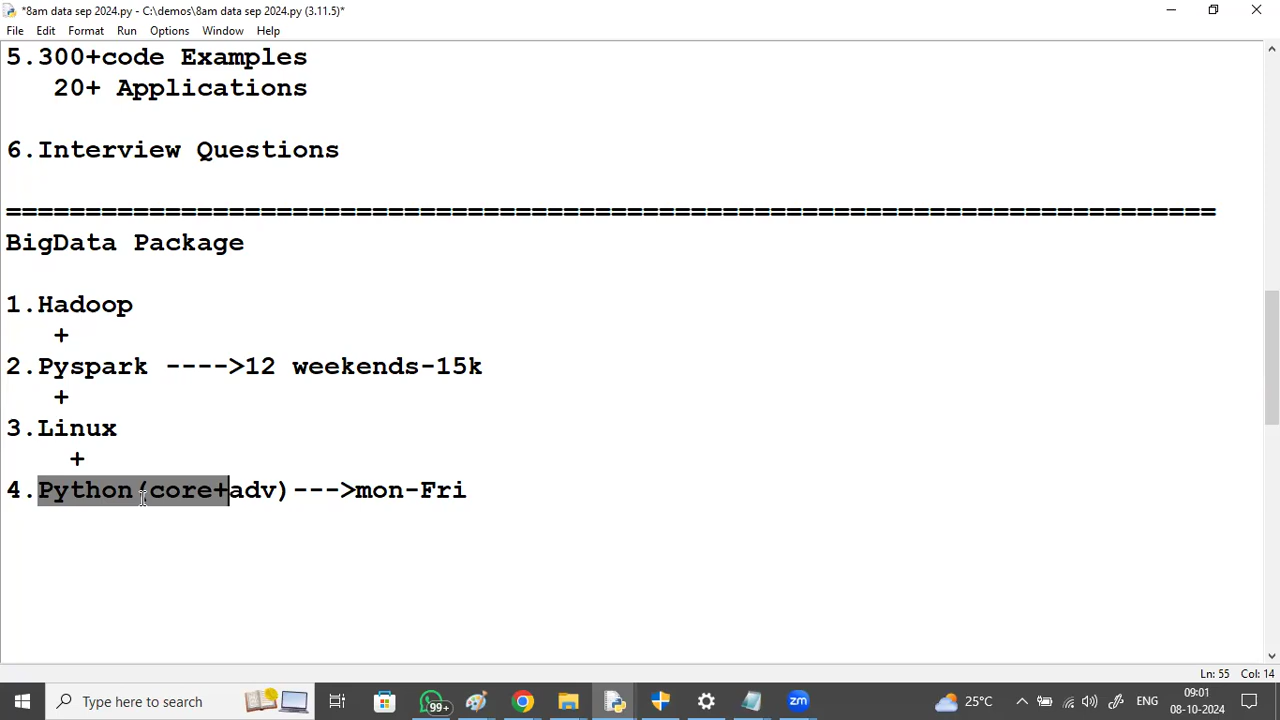 *8am data sep 2024.py - C:\demos\8am data sep 2024.py (3.11.5)*
File Edit Format Run Options Window Help
5.300+code Examples
20+ Applications
6.Interview Questions
===========================================================================
BigData Package
1.Hadoop
+
2.Pyspark ---->12 weekends-15k
+
3.Linux
+
4.Python(core+adv)--->mon-Fri
Ln: 55 Col: 14
Type here to search
99+
zm
25°C
ENG
09:01
08-10-2024